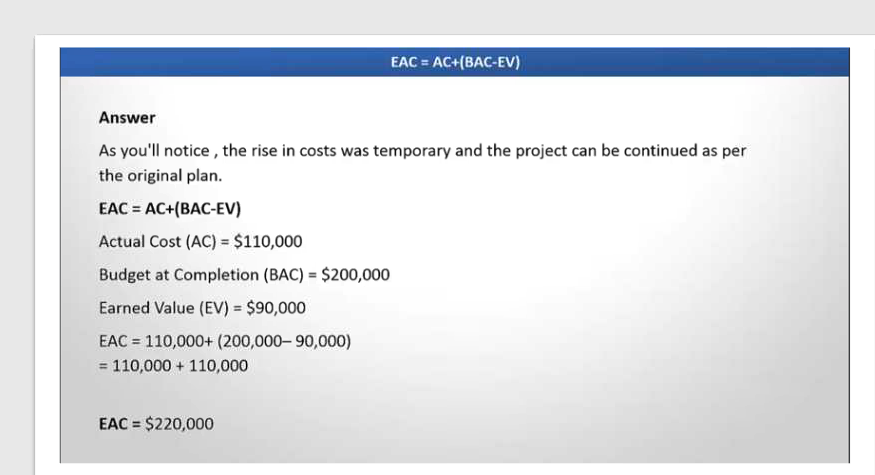 EAC = AC+(BAC-EV)
Answer
As you'll notice , the rise in costs was temporary and the project can be continued as per
the original plan.
EAC = AC+(BAC-EV)
Actual Cost (AC) = $110,000
Budget at Completion (BAC) = $200,000
Earned Value (EV) = $90,000
EAC = 110,000+ (200,000– 90,000)
= 110,000 + 110,000
EAC = $220,000